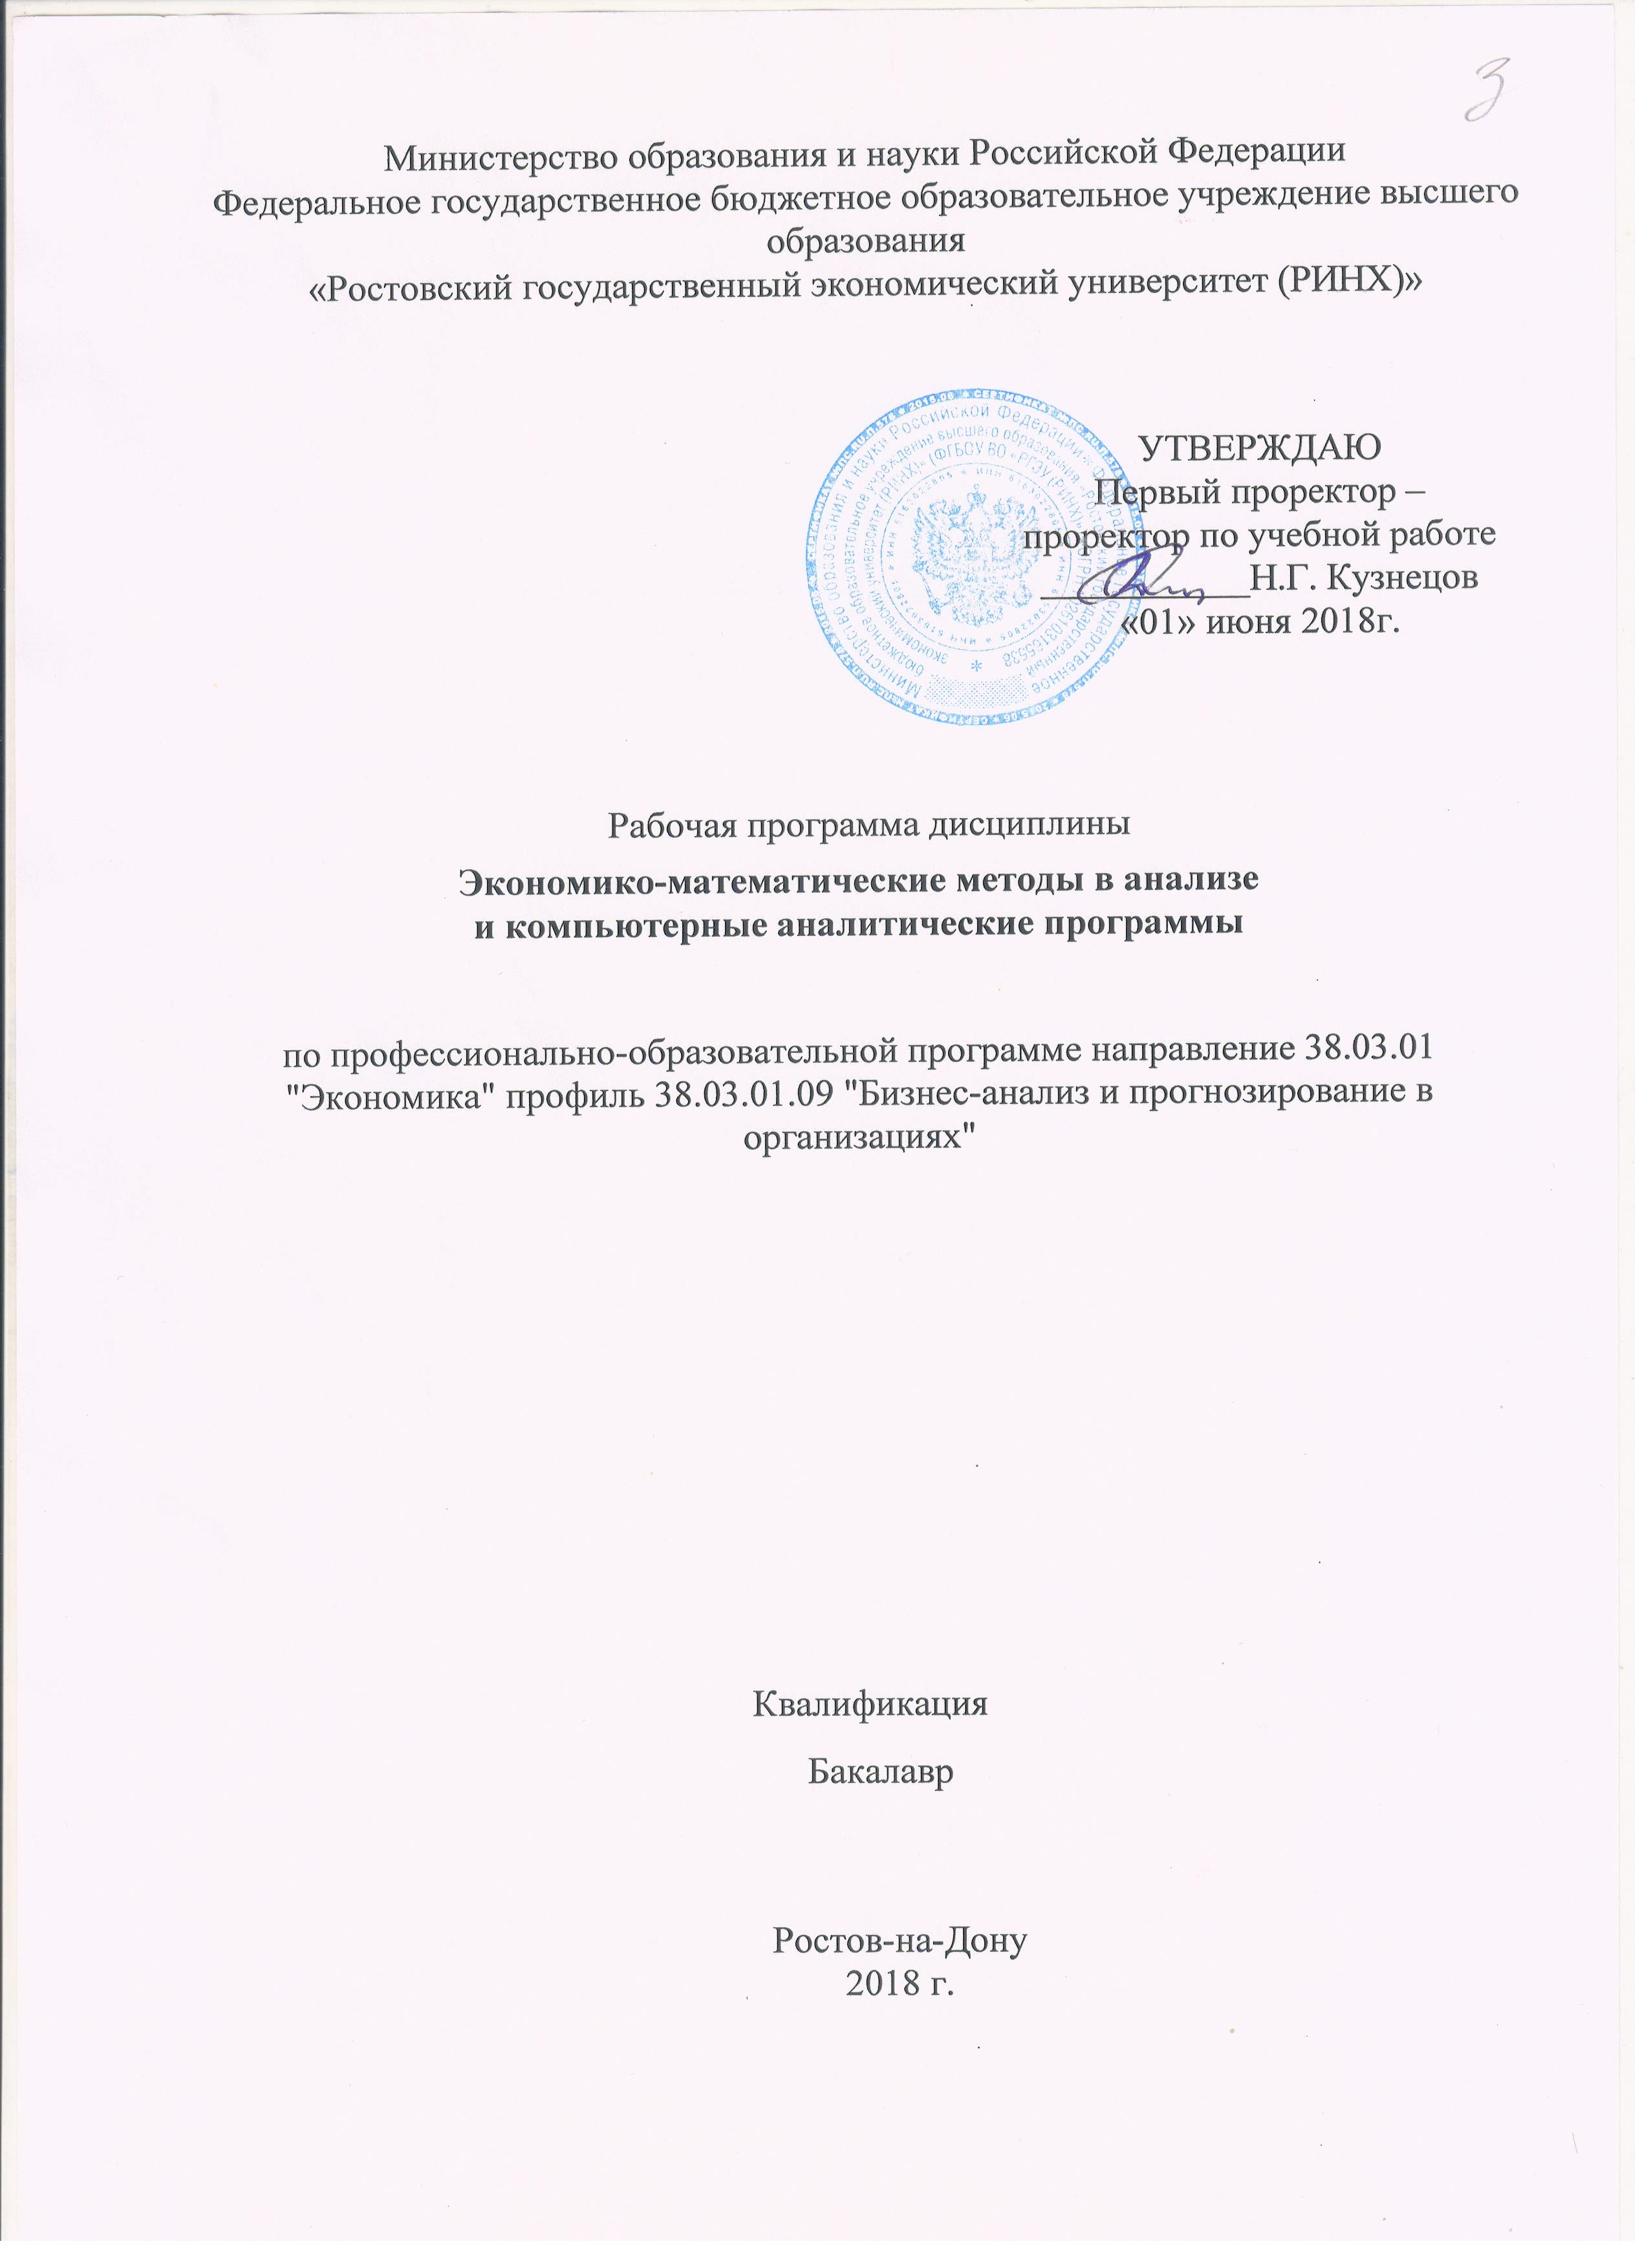 3
Министерство образования и науки Российской Федерации
Федеральное государственное бюджетное образовательное учреждение высшего
образования
«Ростовский государственный экономический университет (РИНХ)»
УТВЕРЖДАЮ
Первый проректор –
проректор по учебной работе
Н.Г. Кузнецов
«01» июня 2018г.
Рабочая программа дисциплины
Экономико-математические методы в анализе
и компьютерные аналитические программы
по профессионально-образовательной программе направление 38.03.01
"Экономика" профиль 38.03.01.09 "Бизнес-анализ и прогнозирование в
организациях"
Квалификация
Бакалавр
Ростов-на-Дону
2018 г.